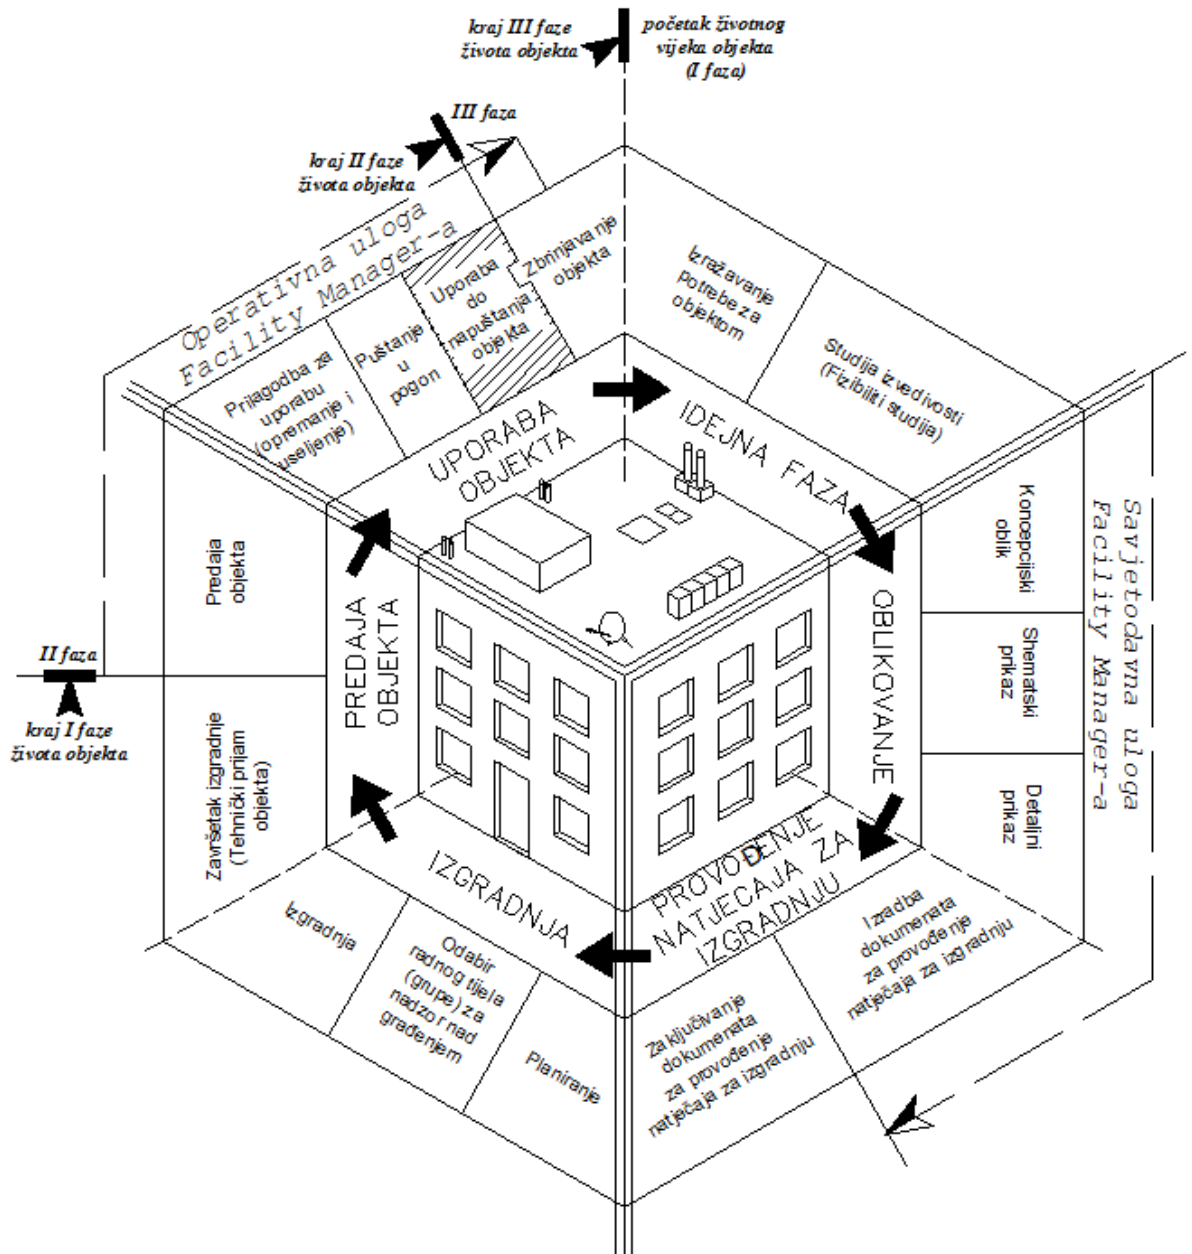 kraj III faze
života objekta
početak životnog
vijeka objekta
(I faza)
III faza
kraj II faze
života objekta
Operativna uloga
Facility Manager-a
Prilagodba za
uporabu
(opremanje i
useljenje)
Puštanje
u
pogon
Uporaba
do
napuštanja
objekta
Zbrinjavanje
objekta
Izražavanje
potrebe za
objektom
Studija izvedivosti
(Fizibiliti studija)
UPORABA
OBJEKTA
IDEJNA FAZA
Koncepcijski
oblik
Shematski
prikaz
Detaljni
prikaz
Savjetodavna uloga
Facility Manager-a
OBLIKOVANJE
Predaja
objekta
PREDAJA
OBJEKTA
II faza
kraj I faze
života objekta
Završetak izgradnje
(Tehnički prijam
objekta)
IZGRADNJA
PROVOĐENJE
NATJEČAJA ZA
IZGRADNJU
Izgradnja
Odabir
radnog tijela
(grupe) za
nadzor nad
građenjem
Planiranje
Zaključivanje
dokumenata
za provođenje
natječaja za izgradnju
Izradba
dokumenata
za provođenje
natječaja za izgradnju